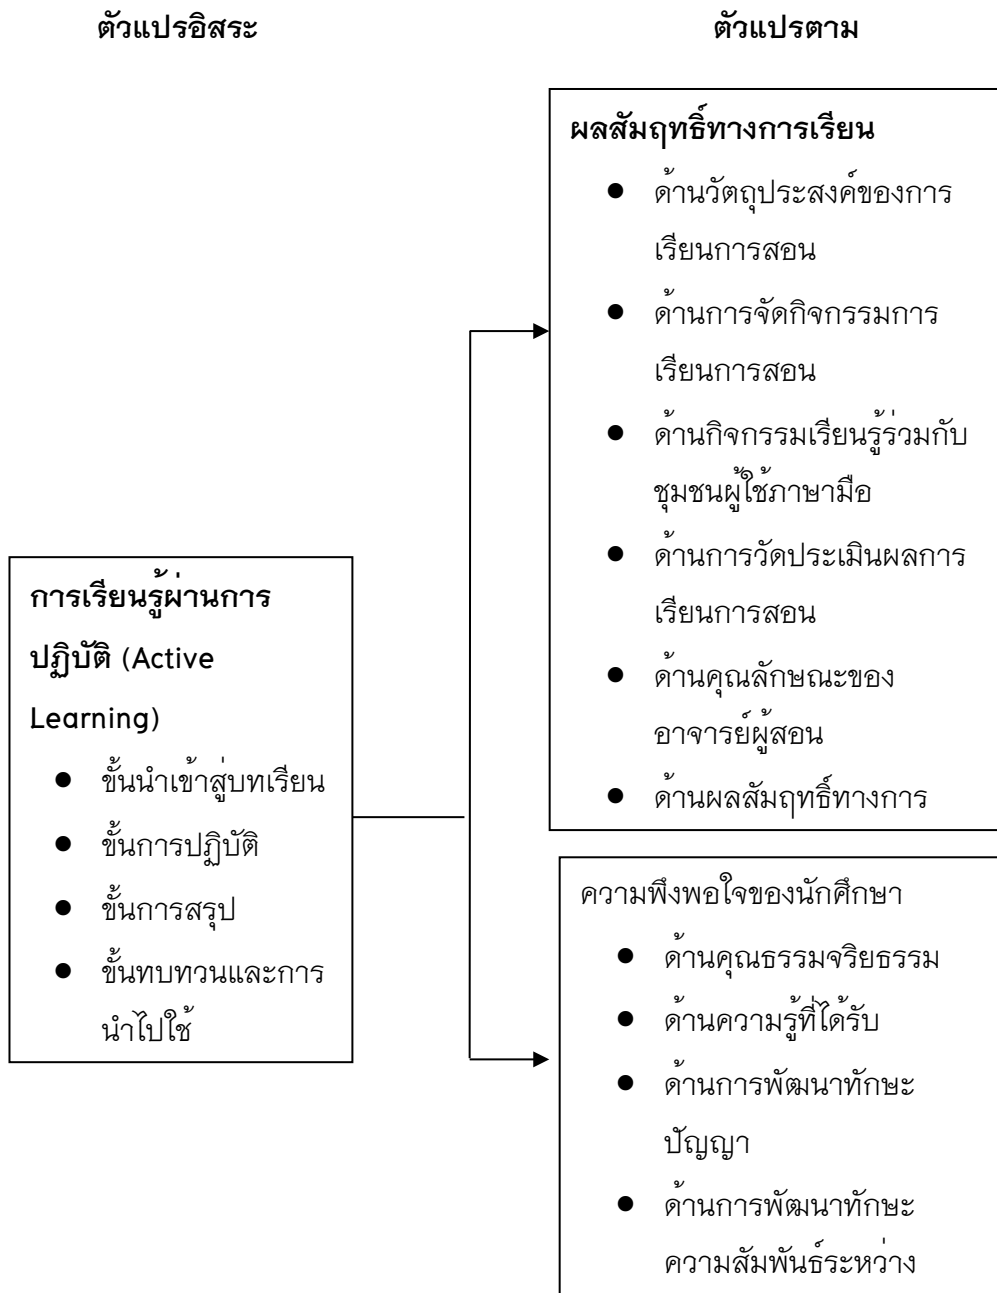 ตัวแปรอิสระ
ตัวแปรตาม
การเรียนรู้ผ่านการ
ปฏิบัติ (Active
Learning)
● ขั้นนำเข้าสู่บทเรียน
● ขั้นการปฏิบัติ
● ขั้นการสรุป
● ขั้นทบทวนและการ
นำไปใช้
ผลสัมฤทธิ์ทางการเรียน
● ด้านวัตถุประสงค์ของการ
เรียนการสอน
● ด้านการจัดกิจกรรมการ
เรียนการสอน
● ด้านกิจกรรมเรียนรู้ร่วมกับ
ชุมชนผู้ใช้ภาษามือ
● ด้านการวัดประเมินผลการ
เรียนการสอน
● ด้านคุณลักษณะของ
อาจารย์ผู้สอน
● ด้านผลสัมฤทธิ์ทางการ
ความพึงพอใจของนักศึกษา
● ด้านคุณธรรมจริยธรรม
● ด้านความรู้ที่ได้รับ
● ด้านการพัฒนาทักษะ
ปัญญา
● ด้านการพัฒนาทักษะ
ความสัมพันธ์ระหว่าง